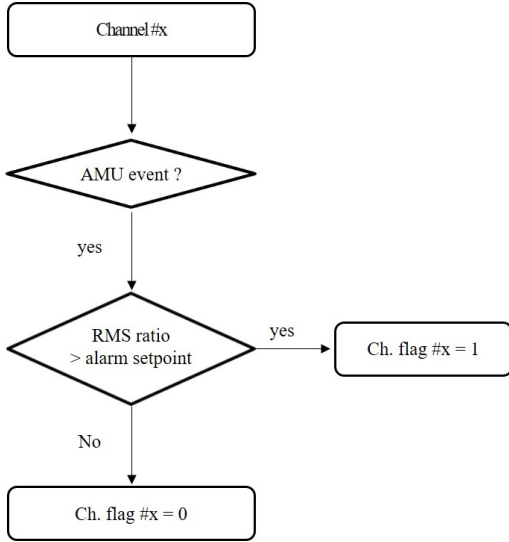 Channel #x
AMU event ?
yes
RMS ratio
> alarm setpoint
yes
Ch. flag #x = 1
No
Ch. flag #x = 0